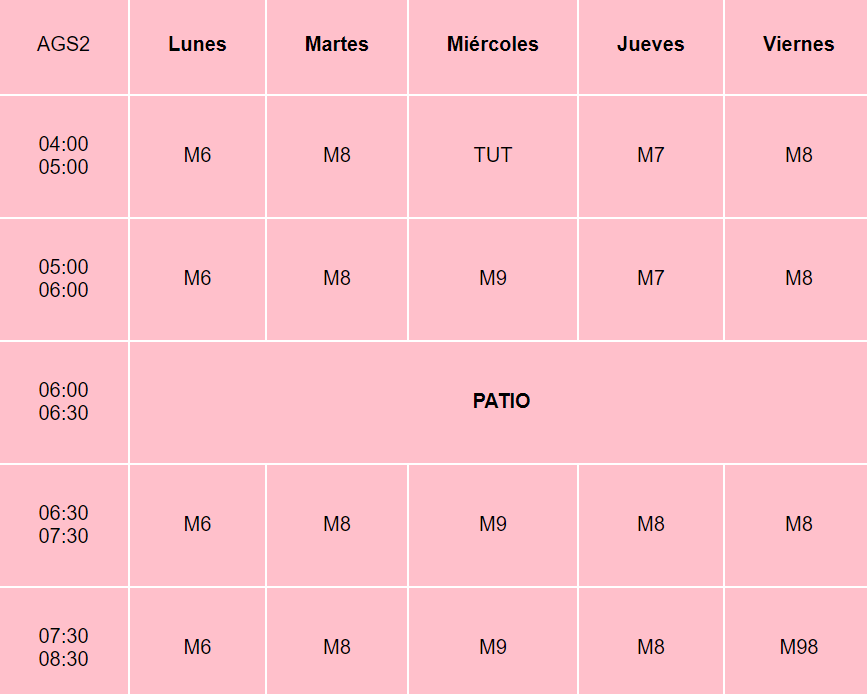 AGS2 Lunes Martes Miércoles Jueves Viernes
04:00
05:00
M6 M8 TUT M7 M8
05:00
06:00
M6 M8 M9 M7 M8
06:00
06:30
PATIO
06:30
07:30
M6 M8 M9 M8 M8
07:30
08:30
M6 M8 M9 M8 M98